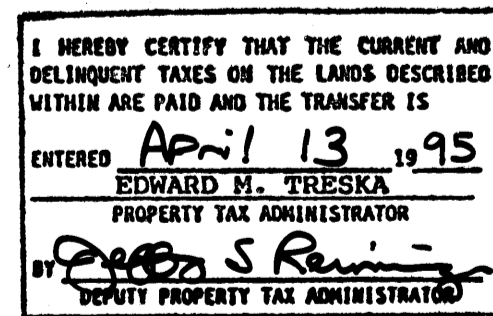 I HEREBY CERTIFY THAT THE CURRENT AND
DELINQUENT TAXES ON THE LANDS DESCRIBED
WITHIN ARE PAID AND THE TRANSFER IS
ENTERED April 13 1995
EDWARD M. TRESKA
PROPERTY TAX ADMINISTRATOR
BY S
DEPUTY PROPERTY TAX ADMINISTRATOR